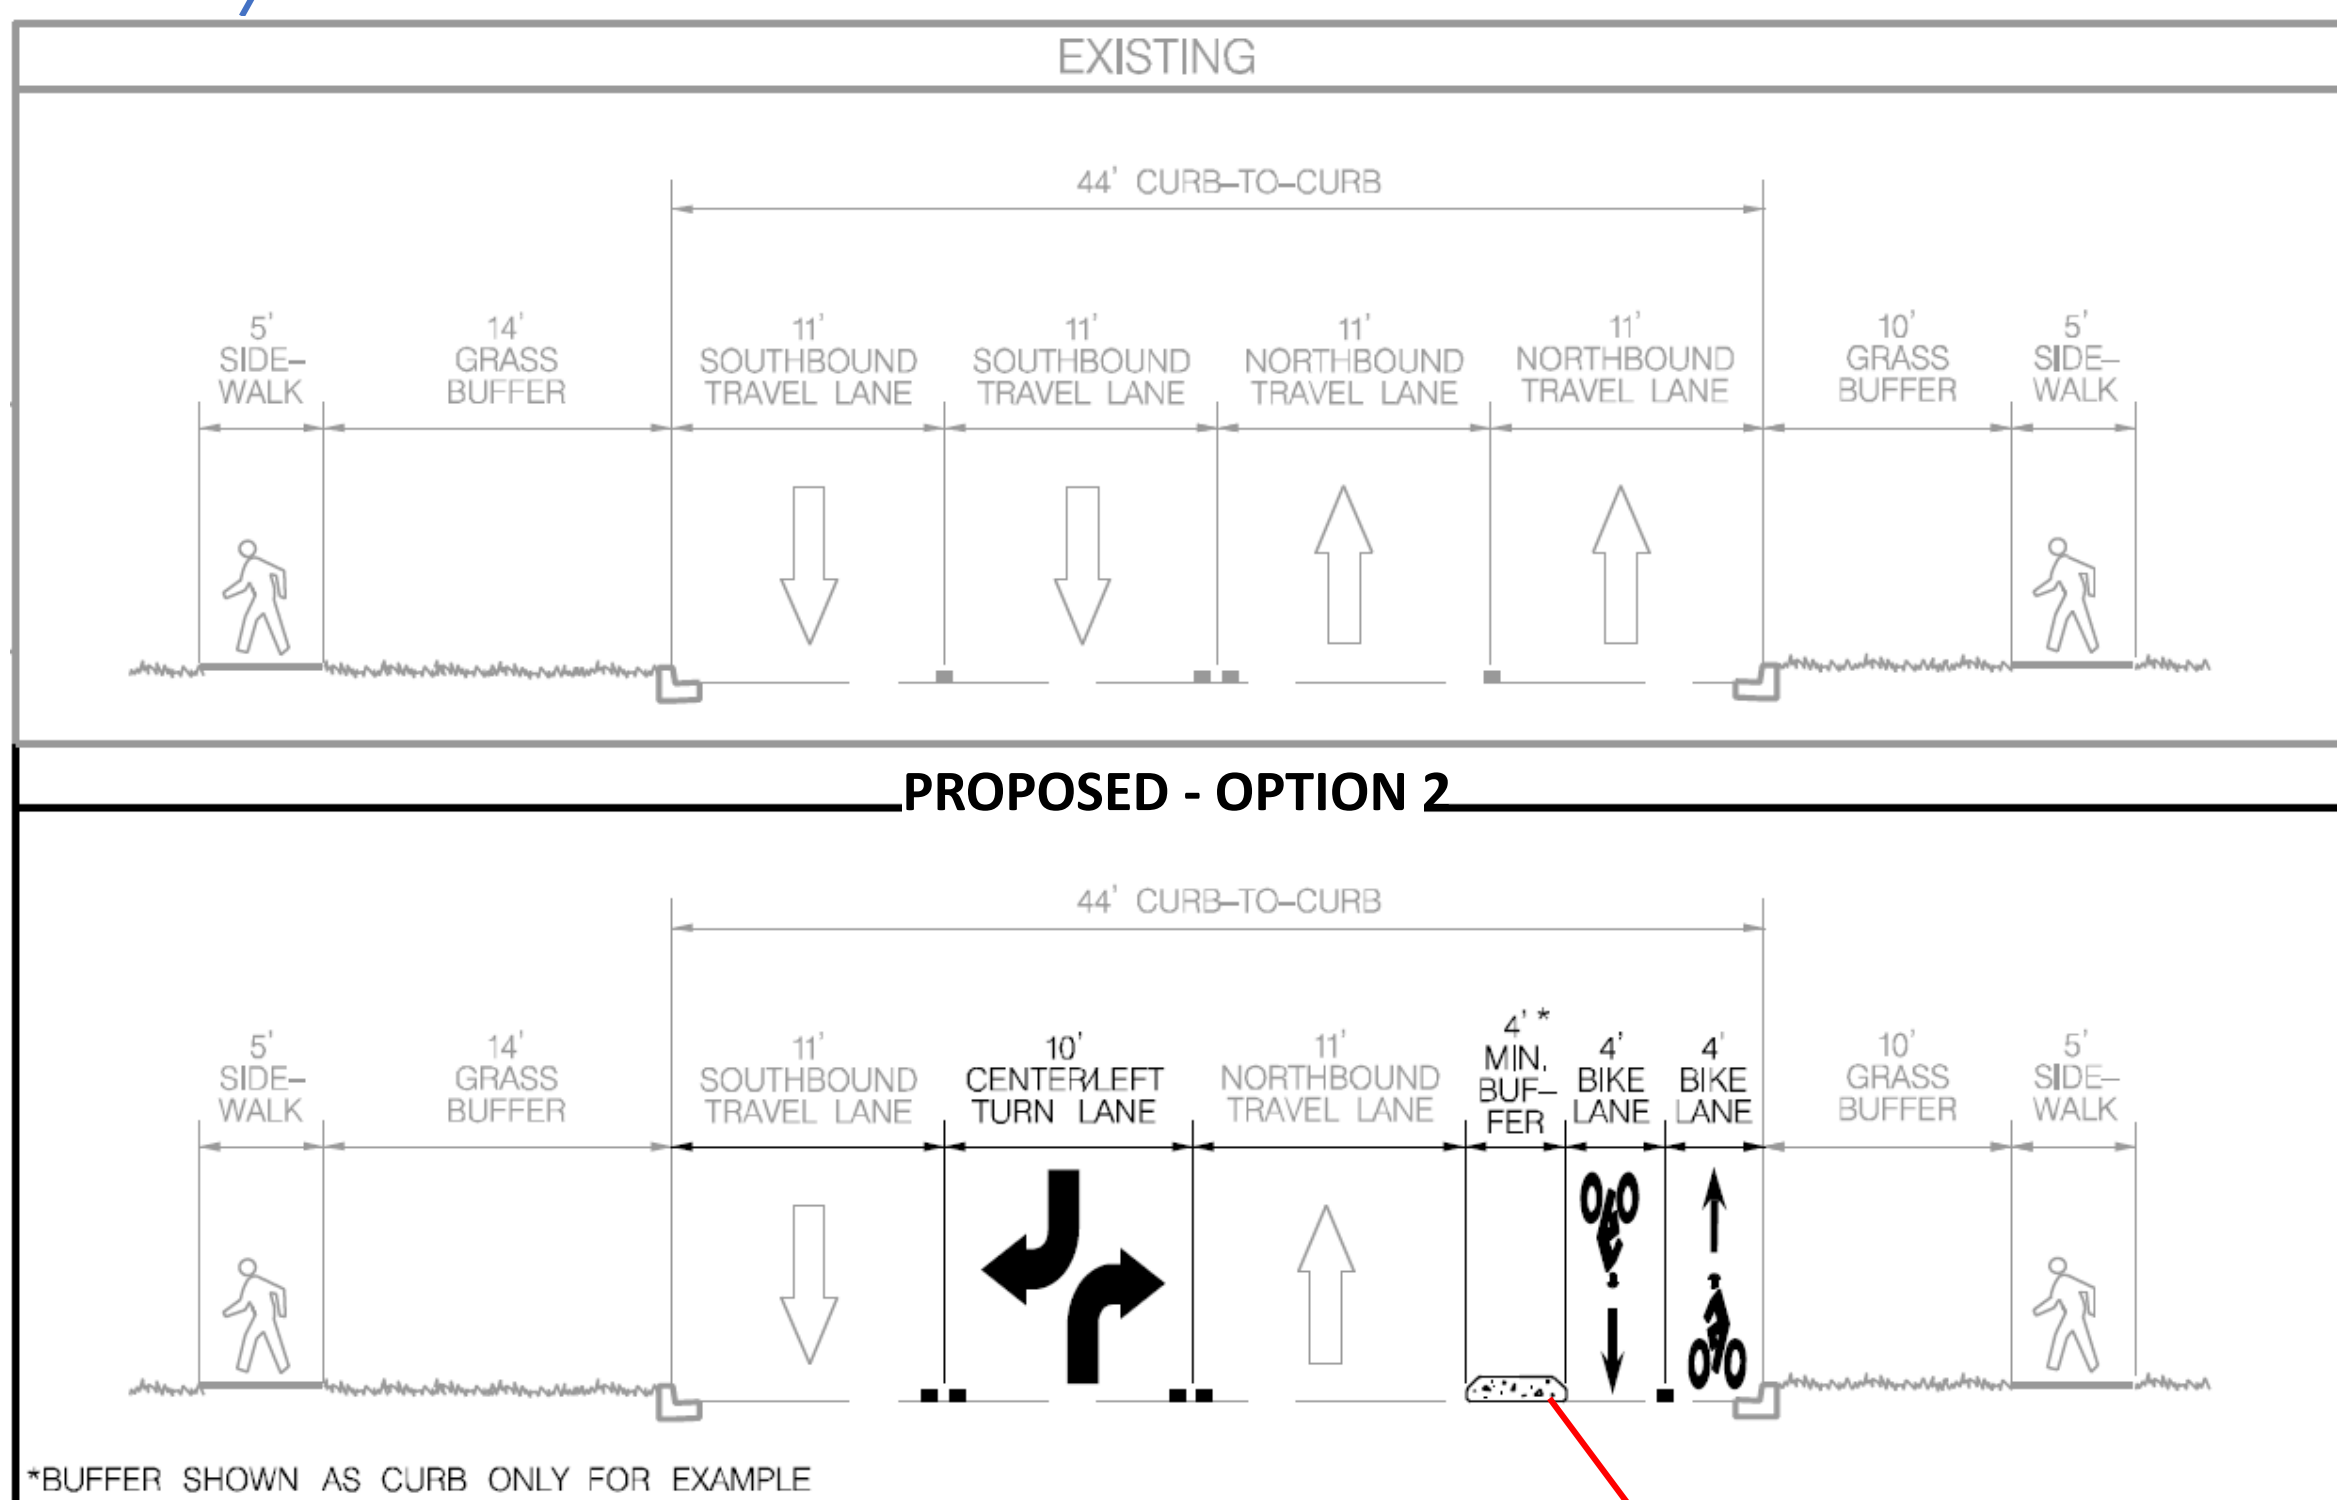 EXISTING
44' CURB-TO-CURB
5'
SIDE-
WALK
14'
GRASS
BUFFER
11'
SOUTHBOUND
TRAVEL LANE
11'
SOUTHBOUND
TRAVEL LANE
11'
NORTHBOUND
TRAVEL LANE
11'
NORTHBOUND
TRAVEL LANE
10'
GRASS
BUFFER
5'
SIDE-
WALK
PROPOSED - OPTION 2
44' CURB-TO-CURB
5'
SIDE-
WALK
14'
GRASS
BUFFER
11'
SOUTHBOUND
TRAVEL LANE
10'
CENTER/LEFT
TURN LANE
11'
NORTHBOUND
TRAVEL LANE
4' *
MIN.
BUF-
FER
4'
BIKE
LANE
4'
BIKE
LANE
10'
GRASS
BUFFER
5'
SIDE-
WALK
*BUFFER SHOWN AS CURB ONLY FOR EXAMPLE